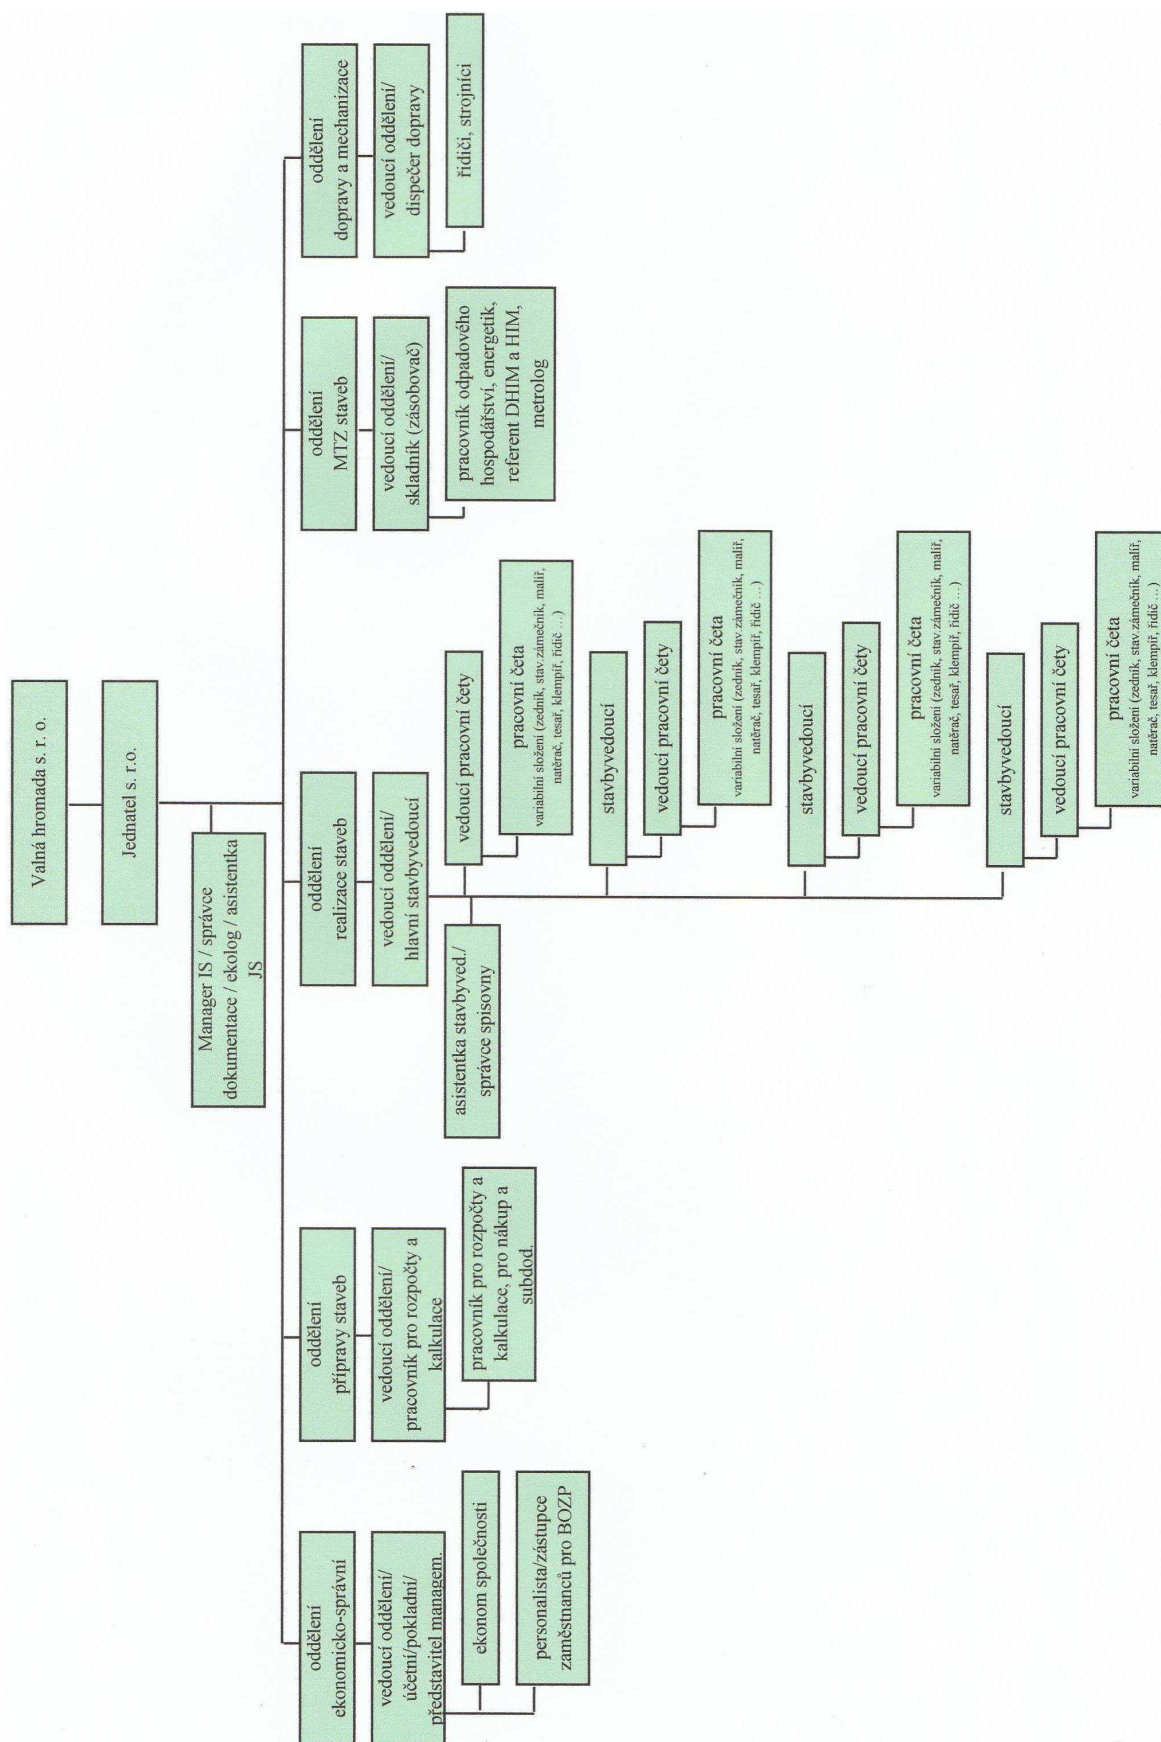 Valná hromada s. r. o.
Jednatel s. r.o.
Manager IS / správce
dokumentace / ekolog / asistentka
JS
oddělení
ekonomicko-správní
vedoucí oddělení/
účetní/pokladní/
představitel managem.
ekonom společnosti
personalista/zástupce
zaměstnanců pro BOZP
oddělení
přípravy staveb
vedoucí oddělení/
pracovník pro rozpočty a
kalkulace
pracovník pro rozpočty a
kalkulace, pro nákup a
subdod.
oddělení
realizace staveb
vedoucí oddělení/
hlavní stavbyvedoucí
asistentka stavbyved./
správce spisovny
vedoucí pracovní čety
pracovní četa
variabilní složení (zedník, stav.zámečník, malíř,
natěrač, tesař, klempíř, řidič …)
stavbyvedoucí
vedoucí pracovní čety
pracovní četa
variabilní složení (zedník, stav.zámečník, malíř,
natěrač, tesař, klempíř, řidič …)
stavbyvedoucí
vedoucí pracovní čety
pracovní četa
variabilní složení (zedník, stav.zámečník, malíř,
natěrač, tesař, klempíř, řidič …)
stavbyvedoucí
vedoucí pracovní čety
pracovní četa
variabilní složení (zedník, stav.zámečník, malíř,
natěrač, tesař, klempíř, řidič …)
oddělení
MTZ staveb
vedoucí oddělení/
skladník (zásobovač)
pracovník odpadového
hospodářství, energetik,
referent DHIM a HIM,
metrolog
oddělení
dopravy a mechanizace
vedoucí oddělení/
dispečer dopravy
řidiči, strojníci